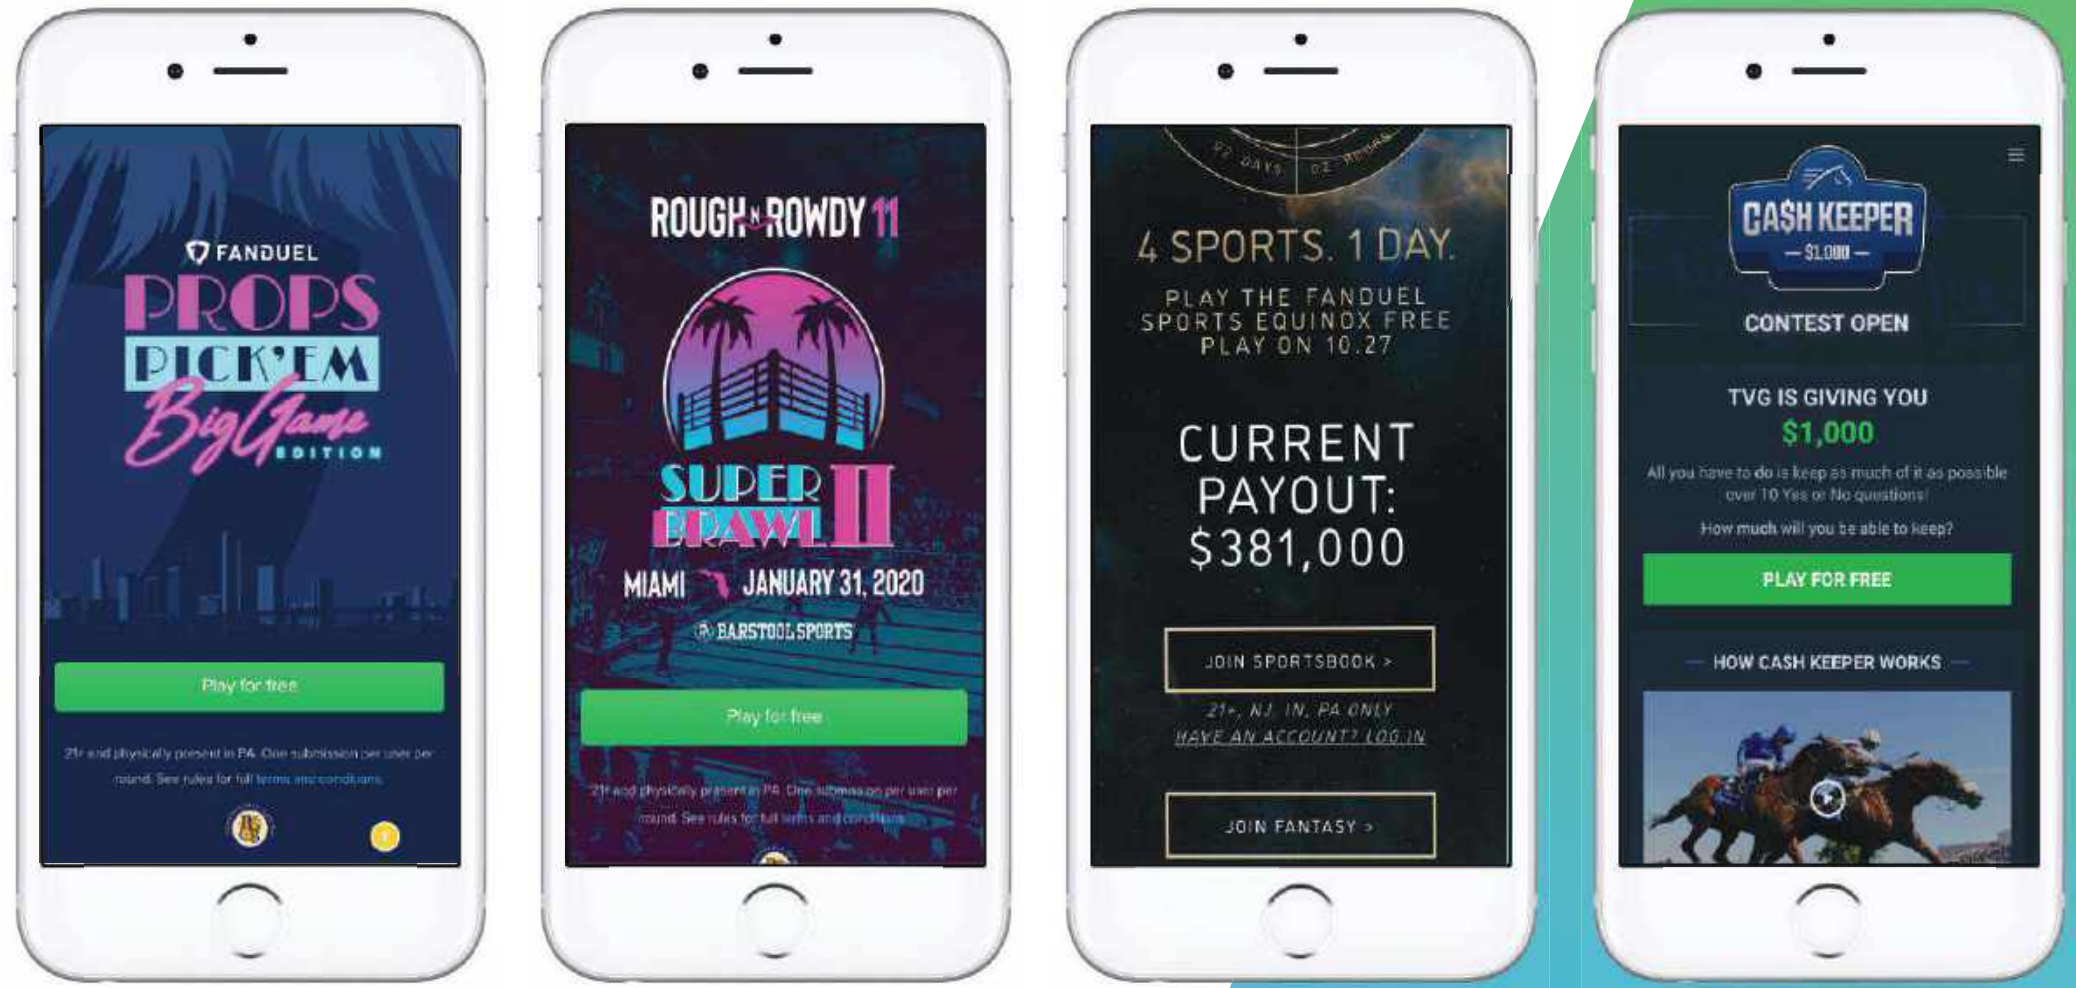 FANDUEL
PROPS
PICK'EM
Big Game
EDITION
Play for free
21+ and physically present in PA. One submission per user per
round. See rules for full terms and conditions.
ROUGH N ROWDY 11
SUPER
BRAWL II
MIAMI JANUARY 31, 2020
BARSTOOL SPORTS
Play for free
21+ and physically present in PA. One submission per user per
round. See rules for full terms and conditions.
02 DAYS 02 HOURS
4 SPORTS. 1 DAY.
PLAY THE FANDUEL
SPORTS EQUINOX FREE
PLAY ON 10.27
CURRENT
PAYOUT:
$381,000
JOIN SPORTSBOOK >
21+, NJ, IN, PA ONLY
HAVE AN ACCOUNT? LOG IN
JOIN FANTASY >
CA$H KEEPER
— $1,000 —
CONTEST OPEN
TVG IS GIVING YOU
$1,000
All you have to do is keep as much of it as possible
over 10 Yes or No questions!
How much will you be able to keep?
PLAY FOR FREE
HOW CASH KEEPER WORKS